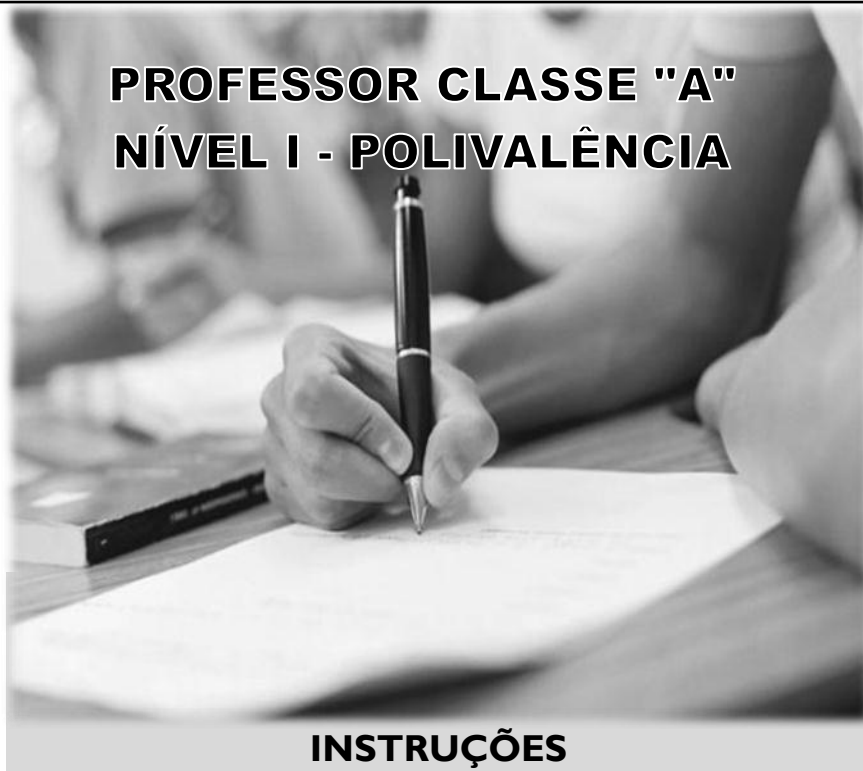 PROFESSOR CLASSE "A"
NÍVEL I - POLIVALÊNCIA
INSTRUÇÕES